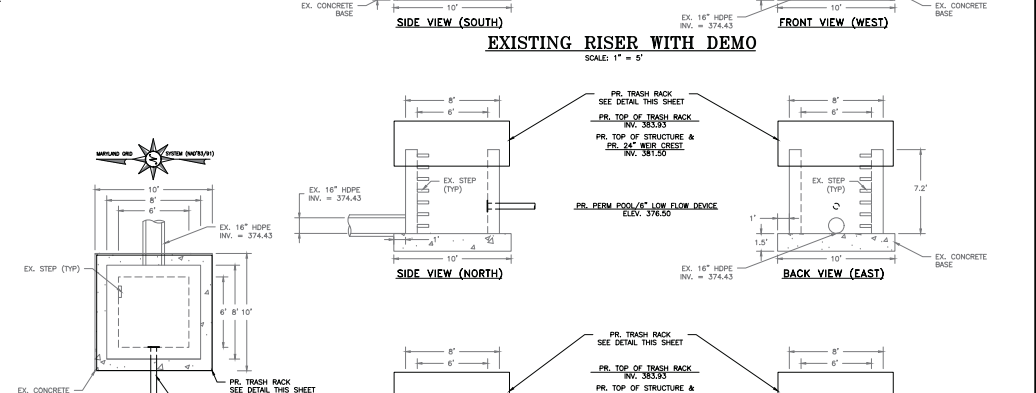 EX. CONCRETE
BASE
10'
SIDE VIEW (SOUTH)
EX. 16" HDPE
INV. = 374.43
10'
FRONT VIEW (WEST)
EX. CONCRETE
BASE
EXISTING RISER WITH DEMO
SCALE: 1" = 5'
MARYLAND GRID
SYSTEM (NAD'83/91)
10'
8'
6'
EX. 16" HDPE
INV. = 374.43
EX. STEP (TYP)
6' 8' 10'
EX. CONCRETE
PR. TRASH RACK
SEE DETAIL THIS SHEET
8'
6'
EX. STEP
(TYP)
EX. 16" HDPE
INV. = 374.43
1'
10'
SIDE VIEW (NORTH)
PR. TRASH RACK
SEE DETAIL THIS SHEET
PR. TOP OF TRASH RACK
INV. 383.93
PR. TOP OF STRUCTURE &
PR. 24" WEIR CREST
INV. 381.50
PR. PERM POOL/6" LOW FLOW DEVICE
ELEV. 376.50
8'
6'
EX. STEP
(TYP)
7.2'
1'
1.5'
10'
EX. 16" HDPE
INV. = 374.43
EX. CONCRETE
BASE
BACK VIEW (EAST)
PR. TRASH RACK
SEE DETAIL THIS SHEET
8'
6'
PR. TOP OF TRASH RACK
INV. 383.93
PR. TOP OF STRUCTURE &
8'
6'